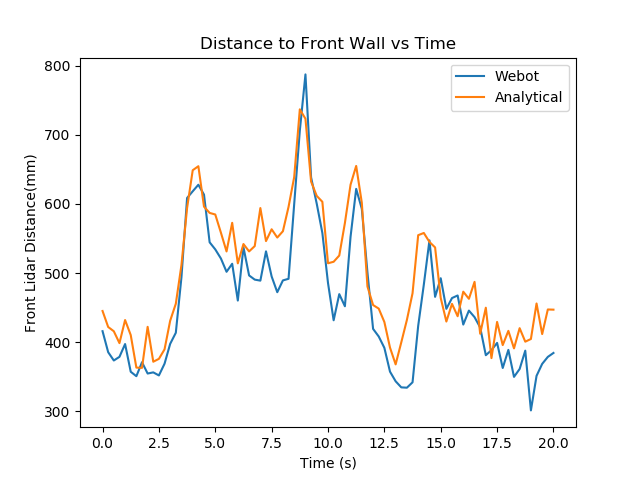 Distance to Front Wall vs Time
Webot
Analytical
Front Lidar Distance(mm)
800
700
600
500
400
300
0.0 2.5 5.0 7.5 10.0 12.5 15.0 17.5 20.0
Time (s)